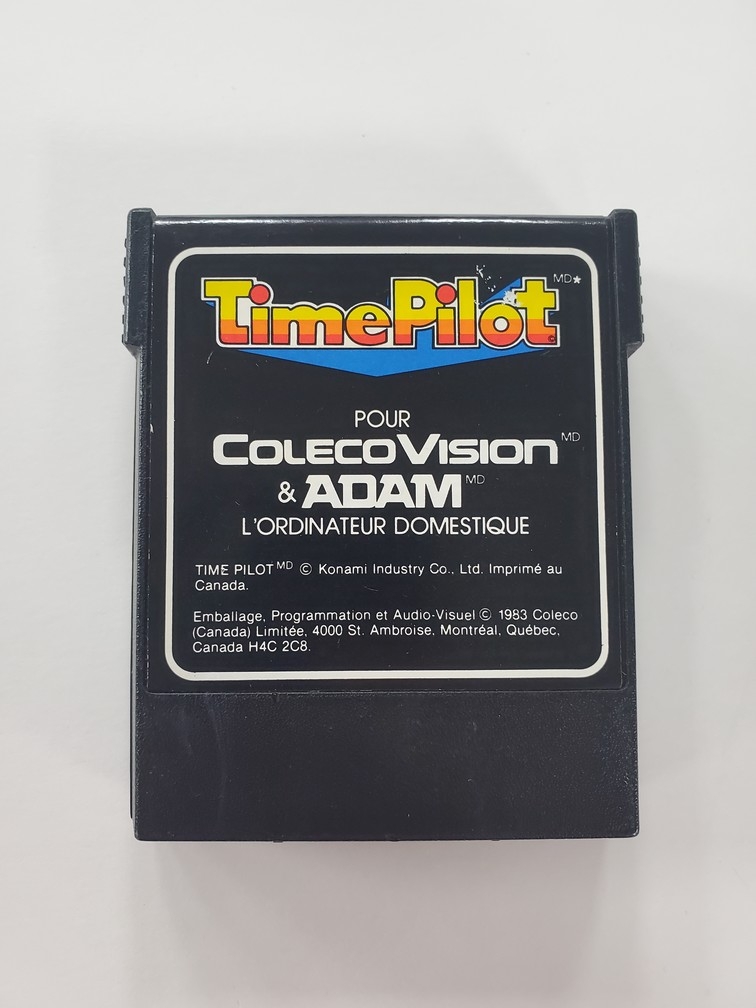 TimePilot MD*
©
POUR
COLECOVISION MD
& ADAM MD
L'ORDINATEUR DOMESTIQUE
TIME PILOT MD © Konami Industry Co., Ltd. Imprimé au
Canada.
Emballage, Programmation et Audio-Visuel © 1983 Coleco
(Canada) Limitée, 4000 St. Ambroise, Montréal, Québec,
Canada H4C 2C8.